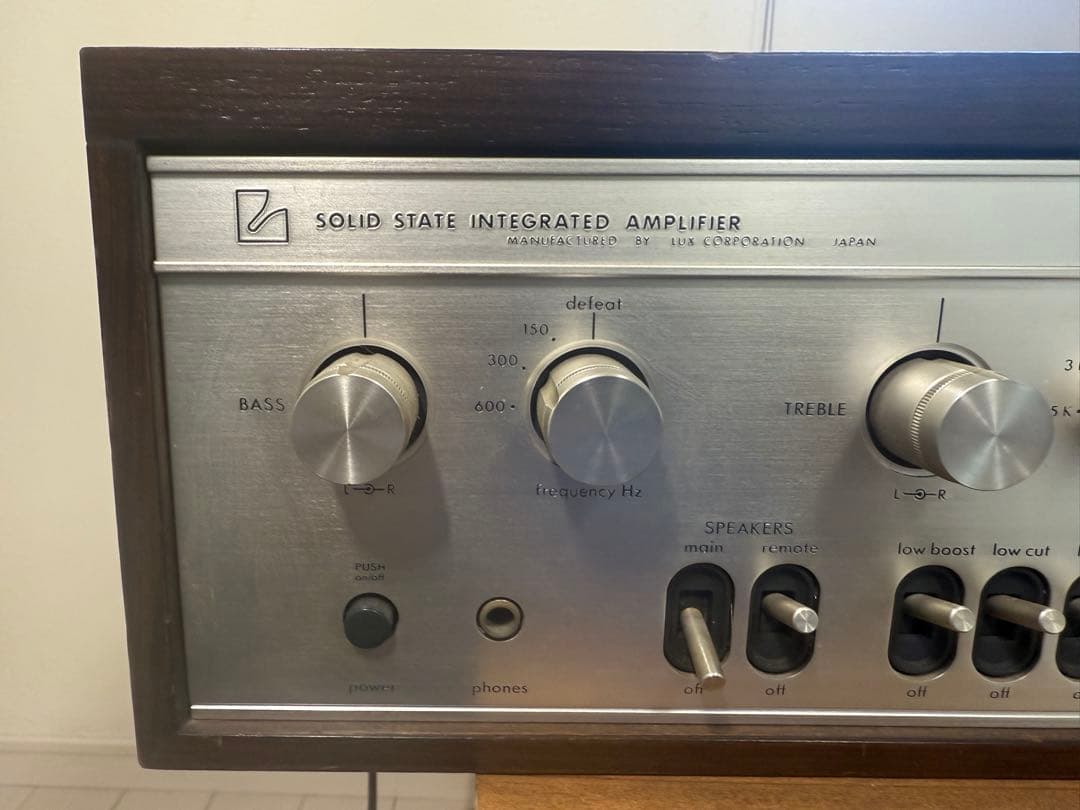 SOLID STATE INTEGRATED AMPLIFIER
MANUFACTURED BY LUX CORPORATION JAPAN
defeat
150
300
600
BASS
TREBLE
5K
L R
frequency Hz
L R
SPEAKERS
main remote
low boost low cut
PUSH
on/off
power
phones
off
off
off
off